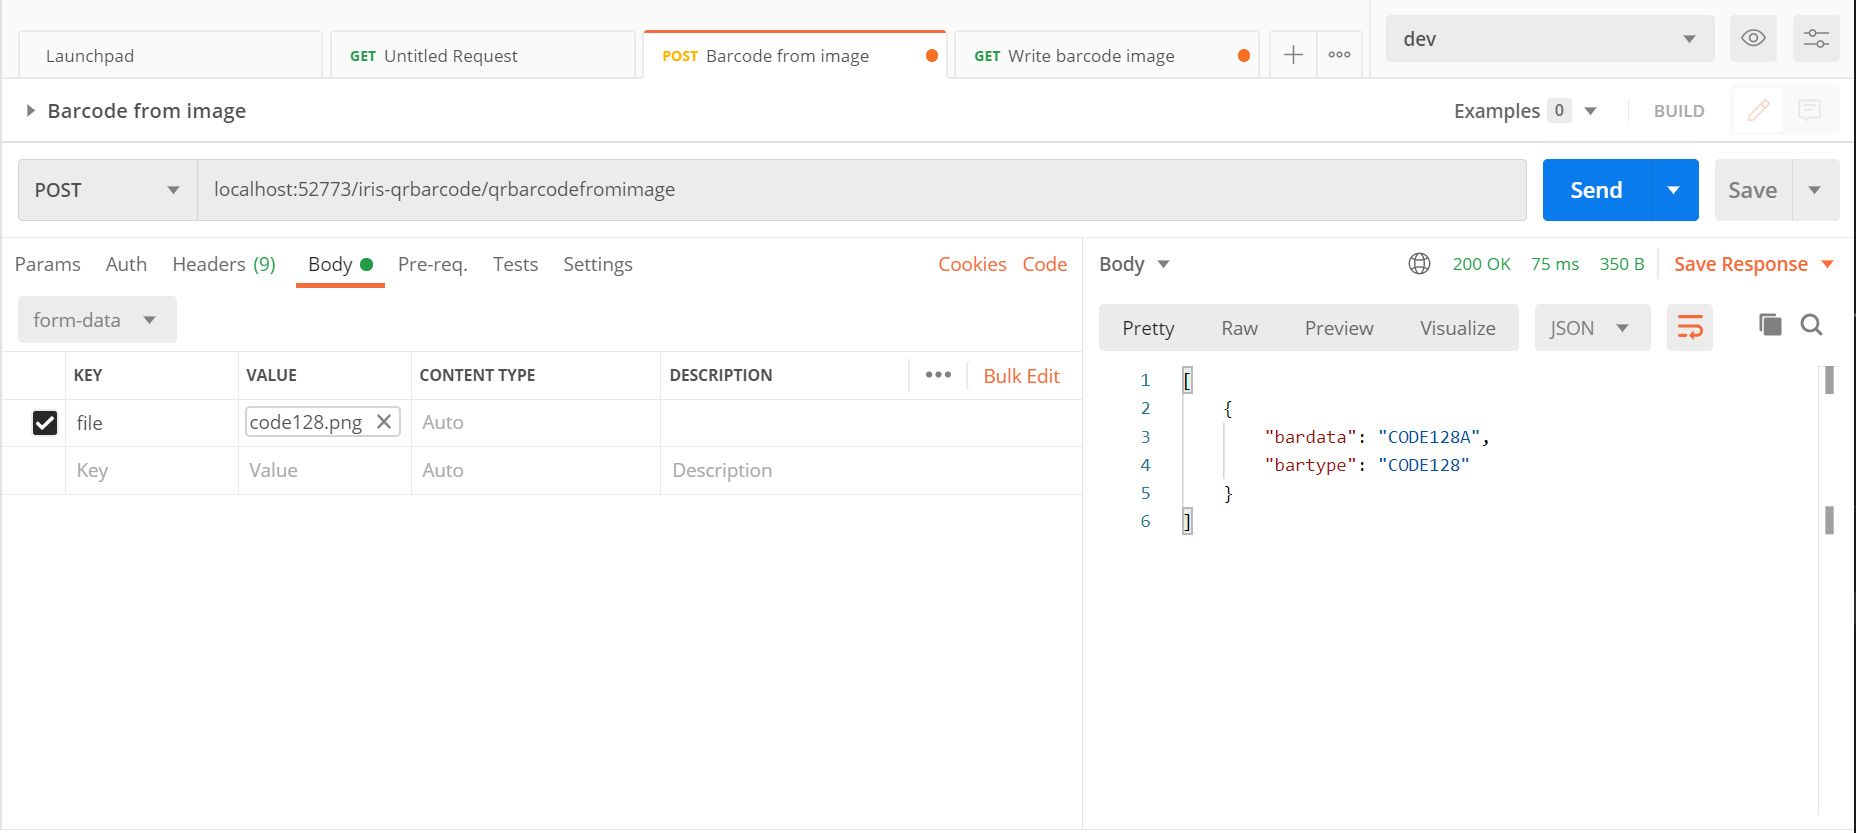 Launchpad
GET Untitled Request
POST Barcode from image
GET Write barcode image
dev
Barcode from image
Examples 0
BUILD
POST
localhost:52773/iris-qrbarcode/qrbarcodefromimage
Send
Save
Params Auth Headers (9) Body Pre-req. Tests Settings Cookies Code
form-data
KEY VALUE CONTENT TYPE DESCRIPTION Bulk Edit
file code128.png Auto
Key Value Auto Description
Body 200 OK 75 ms 350 B Save Response
Pretty Raw Preview Visualize JSON
1 [
2 {
3 "bardata": "CODE128A",
4 "bartype": "CODE128"
5 }
6 ]